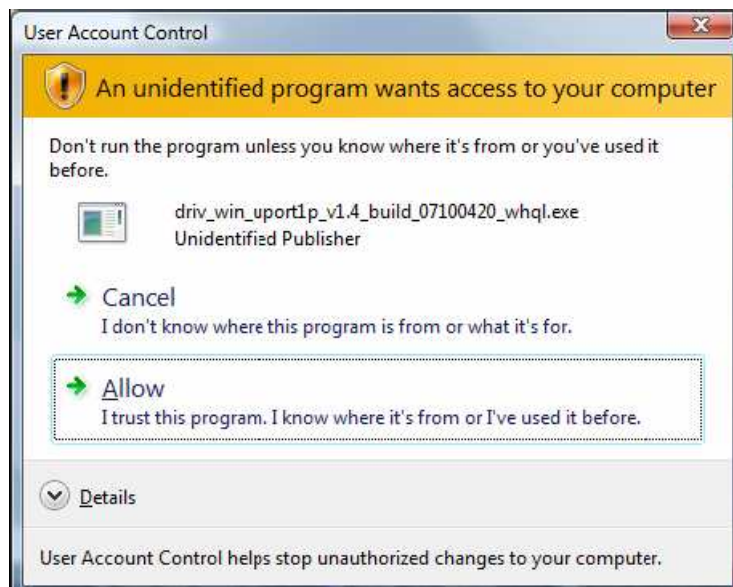 User Account Control
An unidentified program wants access to your computer
Don't run the program unless you know where it's from or you've used it
before.
driv_win_uport1p_v1.4_build_07100420_whql.exe
Unidentified Publisher
Cancel
I don't know where this program is from or what it's for.
Allow
I trust this program. I know where it's from or I've used it before.
Details
User Account Control helps stop unauthorized changes to your computer.